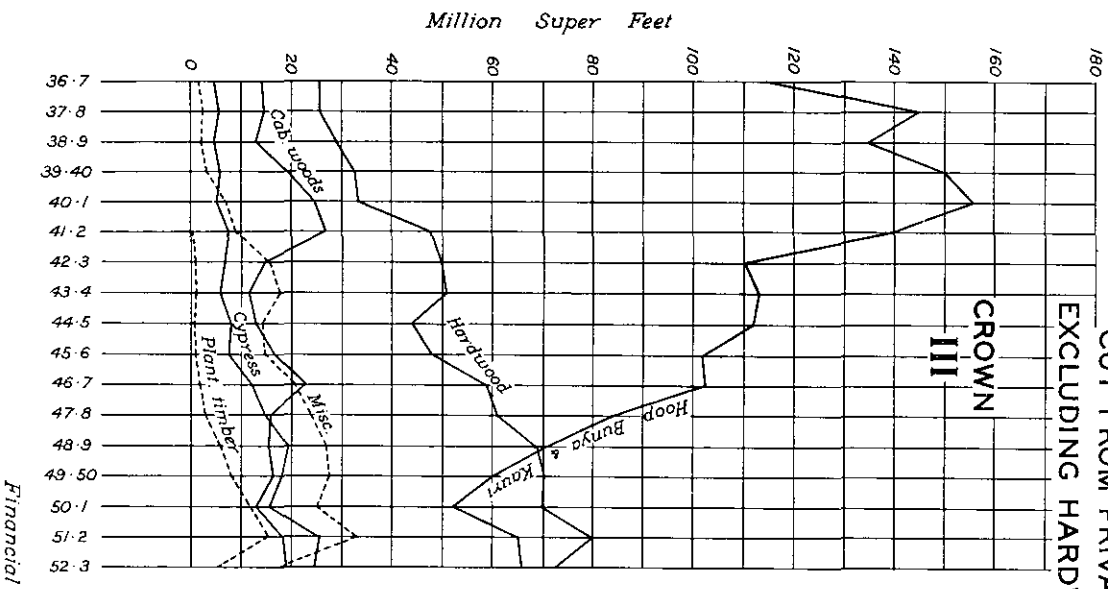 CUT FROM PRIVA
EXCLUDING HARD
CROWN
III
Million Super Feet
0
20
40
60
80
100
120
140
160
180
36·7
37·8
38·9
39·40
40·1
41·2
42·3
43·4
44·5
45·6
46·7
47·8
48·9
49·50
50·1
51·2
52·3
Cab. woods
Cypress
Plant. timber
Misc.
Hardwood
Hoop Bunya & Kauri
Financial